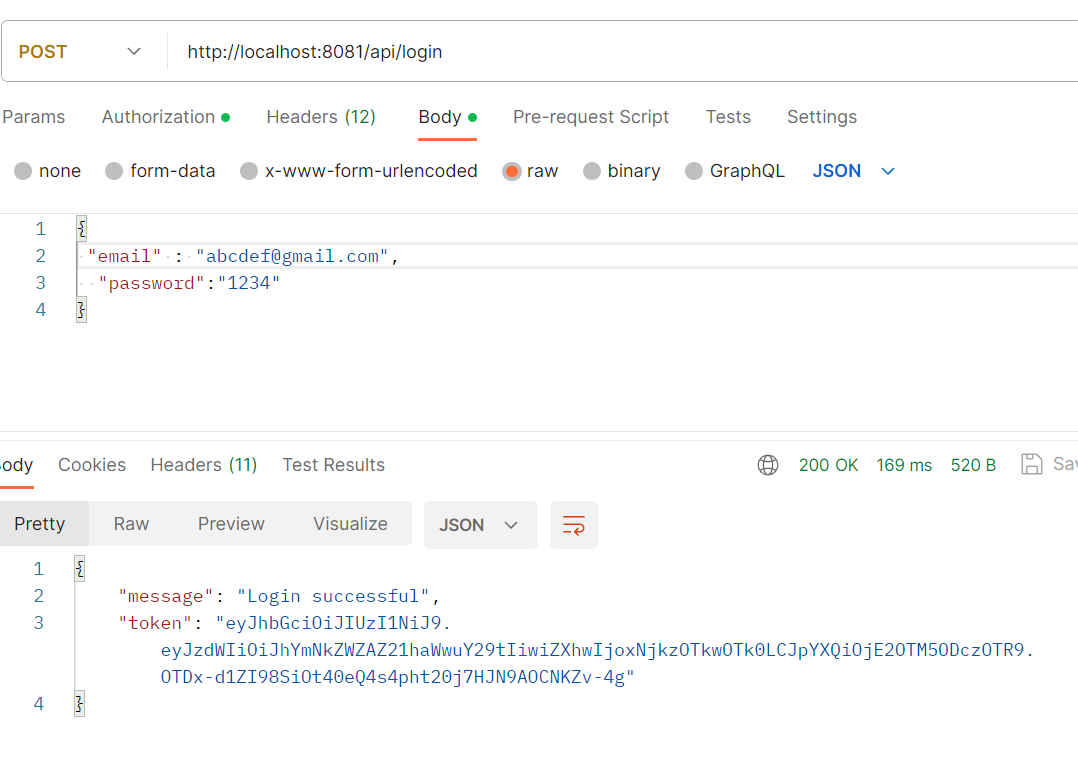 POST http://localhost:8081/api/login
Params Authorization Headers (12) Body Pre-request Script Tests Settings
none form-data x-www-form-urlencoded raw binary GraphQL JSON
1 {
2 "email" : "abcdef@gmail.com",
3 "password":"1234"
4 }
ody Cookies Headers (11) Test Results 200 OK 169 ms 520 B Sav
Pretty Raw Preview Visualize JSON
1 {
2 "message": "Login successful",
3 "token": "eyJhbGciOiJIUzI1NiJ9.
eyJzdWIiOiJhYmNkZWZAZ21haWwuY29tIiwiZXhwIjoxNjkzOTkwOTk0LCJpYXQiOjE2OTM5ODczOTR9.
OTDx-d1ZI98SiOt40eQ4s4pht20j7HJN9AOCNKZv-4g"
4 }